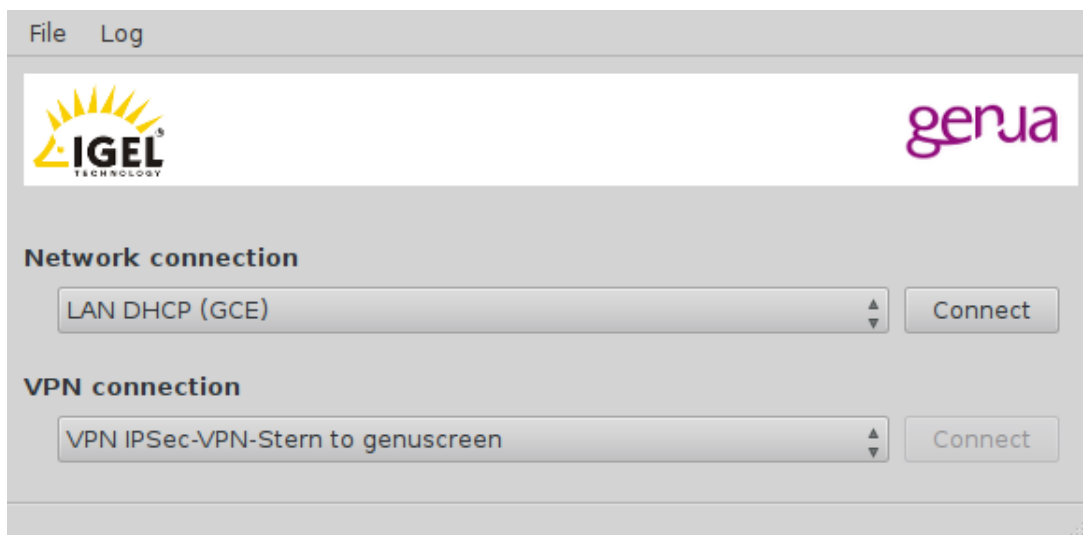 File Log
IGEL
TECHNOLOGY
genua
Network connection
LAN DHCP (GCE)
Connect
VPN connection
VPN IPSec-VPN-Stern to genuscreen
Connect